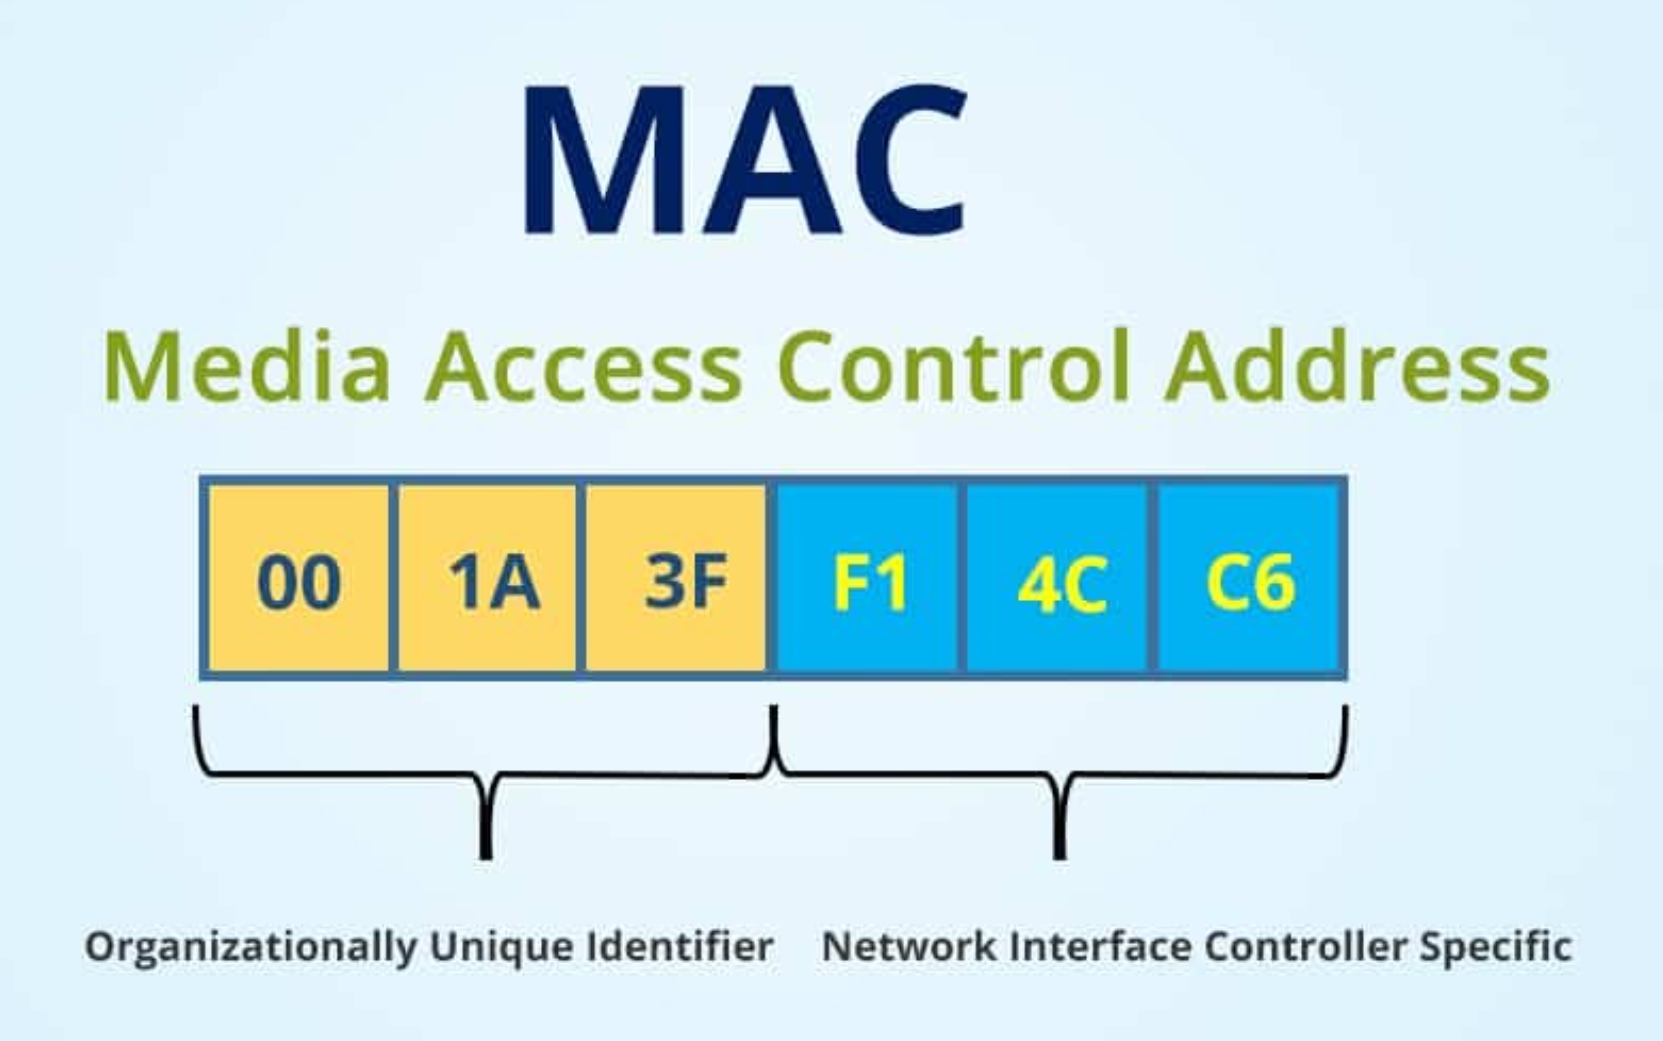 MAC
Media Access Control Address
00 1A 3F F1 4C C6
Organizationally Unique Identifier Network Interface Controller Specific